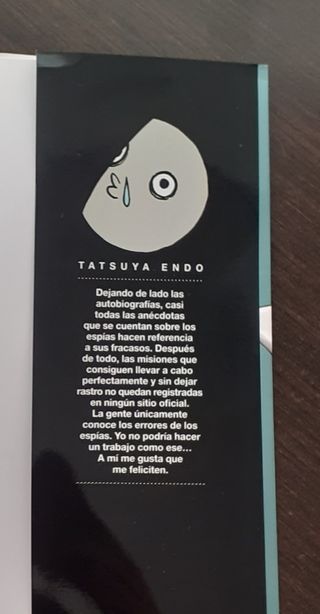 TATSUYA ENDO
Dejando de lado las
autobiografías, casi
todas las anécdotas
que se cuentan sobre los
espías hacen referencia
a sus fracasos. Después
de todo, las misiones que
consiguen llevar a cabo
perfectamente y sin dejar
rastro no quedan registradas
en ningún sitio oficial.
La gente únicamente
conoce los errores de los
espías. Yo no podría hacer
un trabajo como ese...
A mí me gusta que
me feliciten.